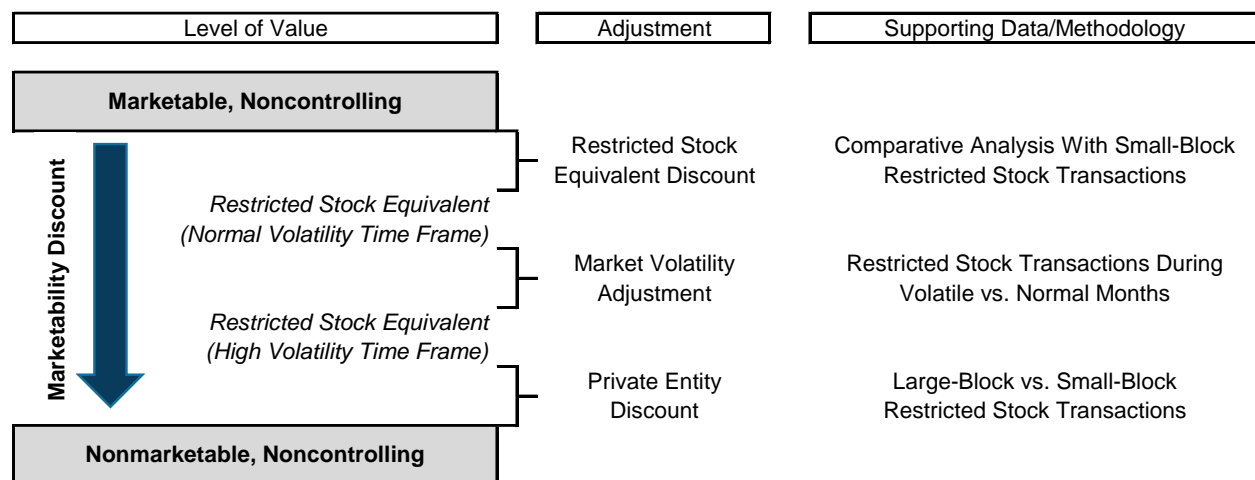 Level of Value
Adjustment
Supporting Data/Methodology
Marketable, Noncontrolling
Marketability Discount
Restricted Stock
Equivalent Discount
Comparative Analysis With Small-Block
Restricted Stock Transactions
Restricted Stock Equivalent
(Normal Volatility Time Frame)
Market Volatility
Adjustment
Restricted Stock Transactions During
Volatile vs. Normal Months
Restricted Stock Equivalent
(High Volatility Time Frame)
Private Entity
Discount
Large-Block vs. Small-Block
Restricted Stock Transactions
Nonmarketable, Noncontrolling